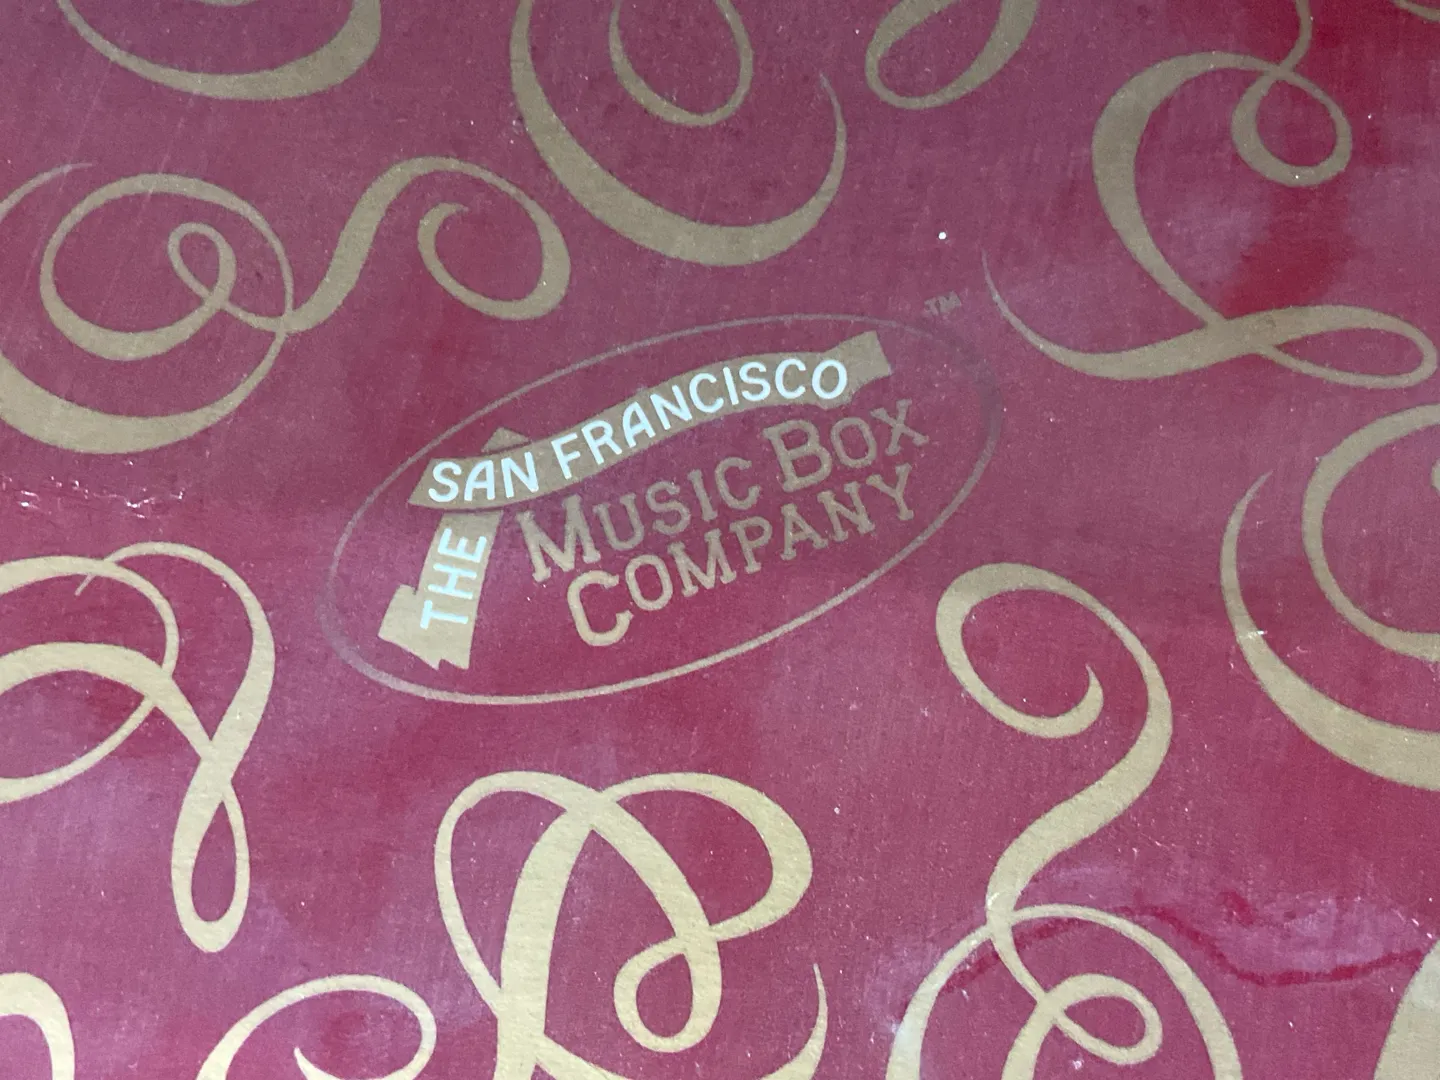 THE SAN FRANCISCO
MUSIC BOX
COMPANY
TM